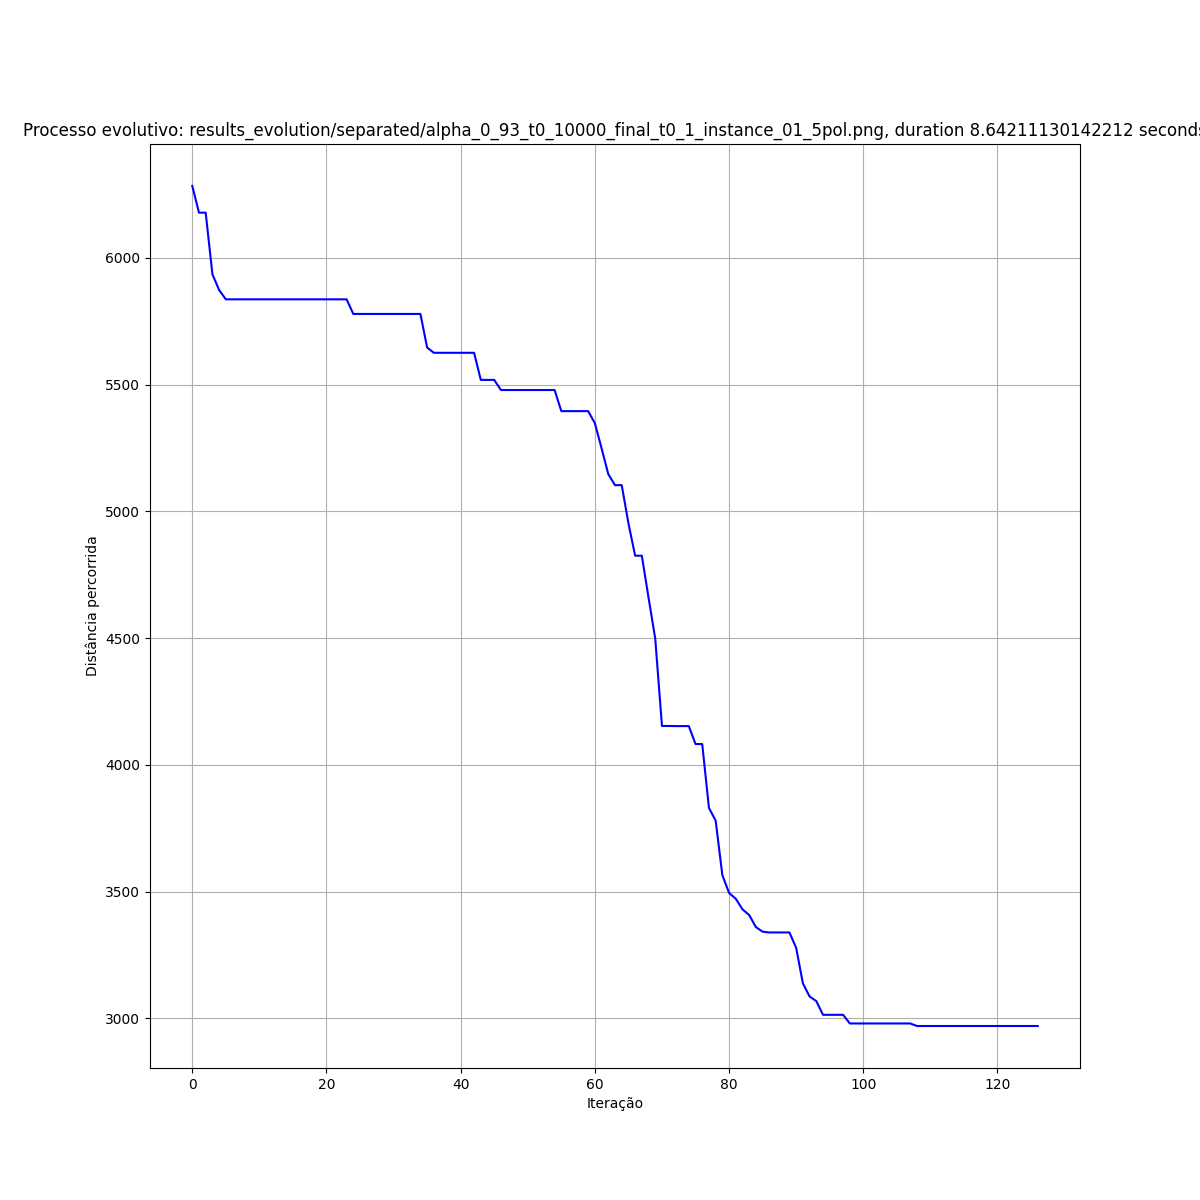 Processo evolutivo: results_evolution/separated/alpha_0_93_t0_10000_final_t0_1_instance_01_5pol.png, duration 8.64211130142212 seconds
6000
5500
5000
4500
4000
3500
3000
Distância percorrida
0 20 40 60 80 100 120
Iteração